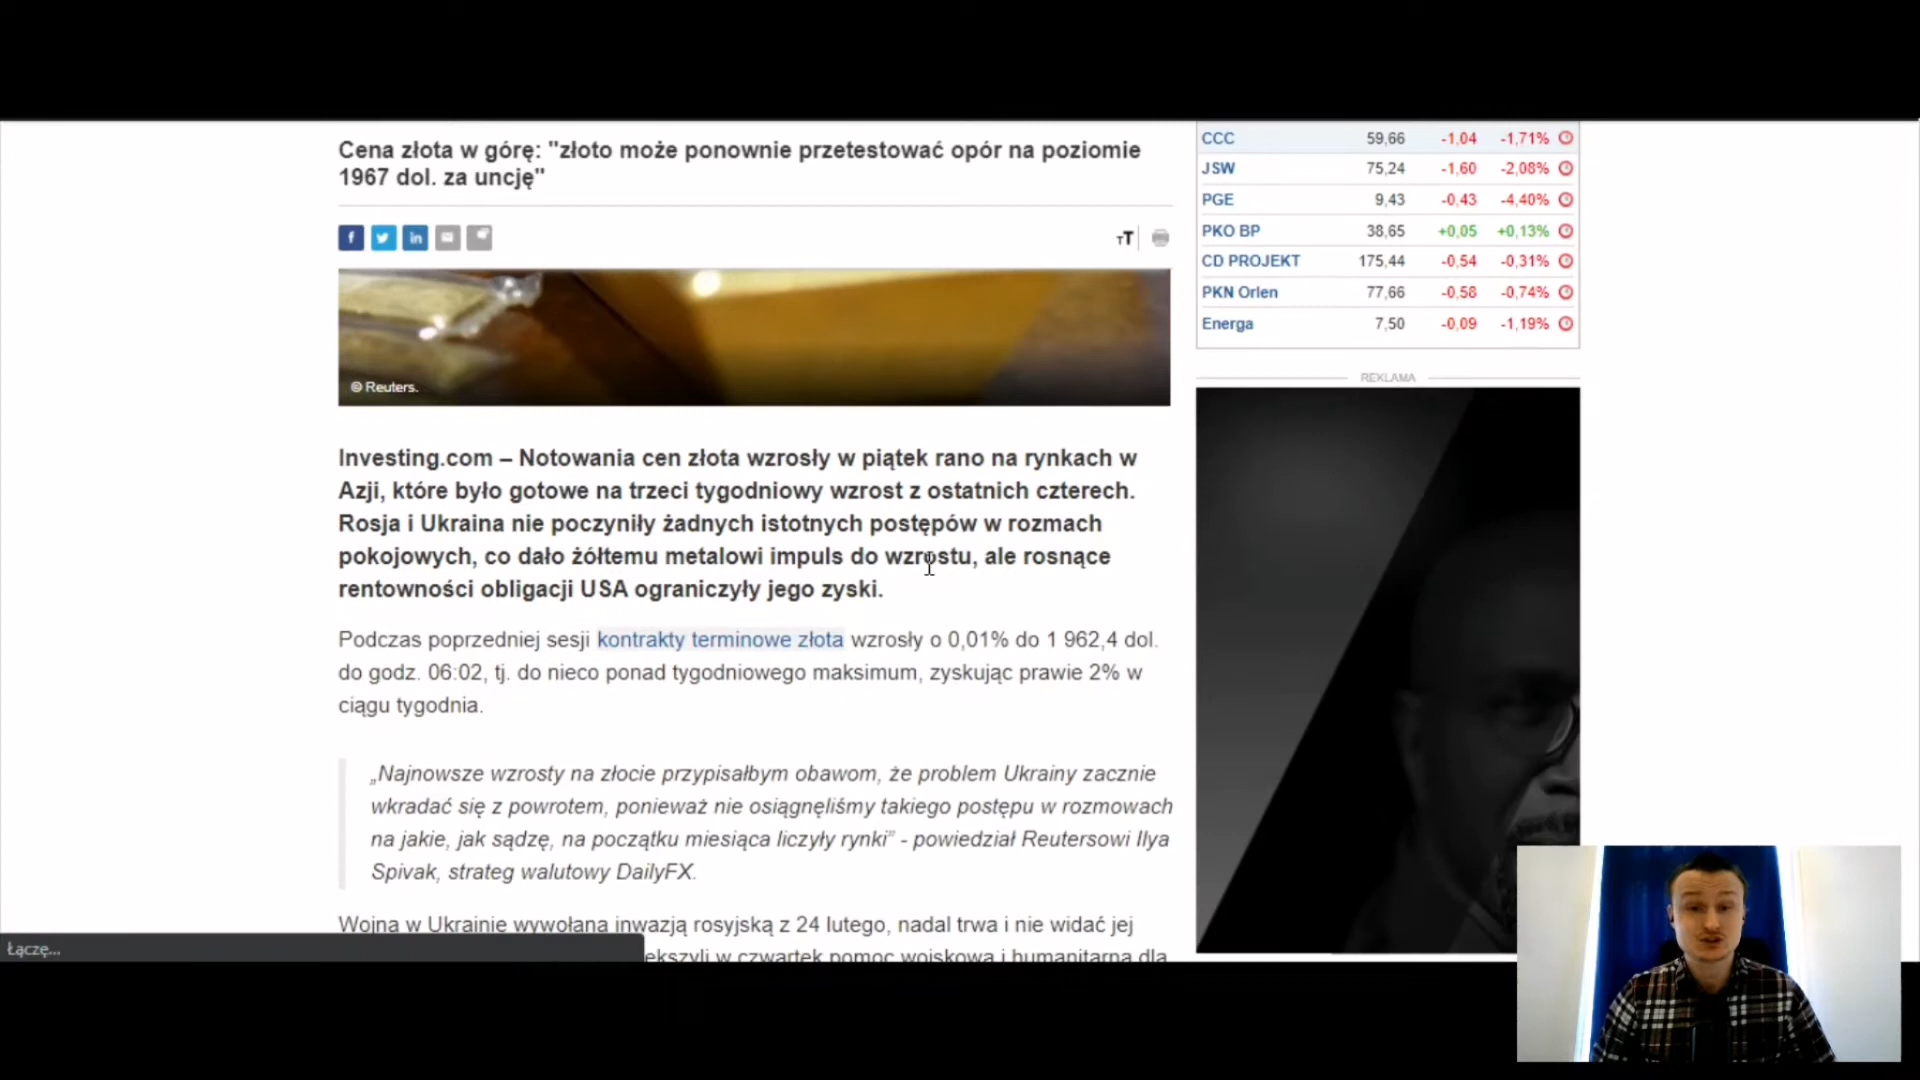 Cena złota w górę: "złoto może ponownie przetestować opór na poziomie
1967 dol. za uncję"
f
in
TT
© Reuters.
Investing.com – Notowania cen złota wzrosły w piątek rano na rynkach w
Azji, które było gotowe na trzeci tygodniowy wzrost z ostatnich czterech.
Rosja i Ukraina nie poczyniły żadnych istotnych postępów w rozmach
pokojowych, co dało żółtemu metalowi impuls do wzrostu, ale rosnące
rentowności obligacji USA ograniczyły jego zyski.
Podczas poprzedniej sesji kontrakty terminowe złota wzrosły o 0,01% do 1 962,4 dol.
do godz. 06:02, tj. do nieco ponad tygodniowego maksimum, zyskując prawie 2% w
ciągu tygodnia.
„Najnowsze wzrosty na złocie przypisałbym obawom, że problem Ukrainy zacznie
wkradać się z powrotem, ponieważ nie osiągnęliśmy takiego postępu w rozmowach
na jakie, jak sądzę, na początku miesiąca liczyły rynki” - powiedział Reutersowi Ilya
Spivak, strateg walutowy DailyFX.
Wojna w Ukrainie wywołana inwazją rosyjską z 24 lutego, nadal trwa i nie widać jej
ększyli w czwartek pomoc wojskową i humanitarną dla
Łączę...
CCC 59,66 -1,04 -1,71%
JSW 75,24 -1,60 -2,08%
PGE 9,43 -0,43 -4,40%
PKO BP 38,65 +0,05 +0,13%
CD PROJEKT 175,44 -0,54 -0,31%
PKN Orlen 77,66 -0,58 -0,74%
Energa 7,50 -0,09 -1,19%
REKLAMA